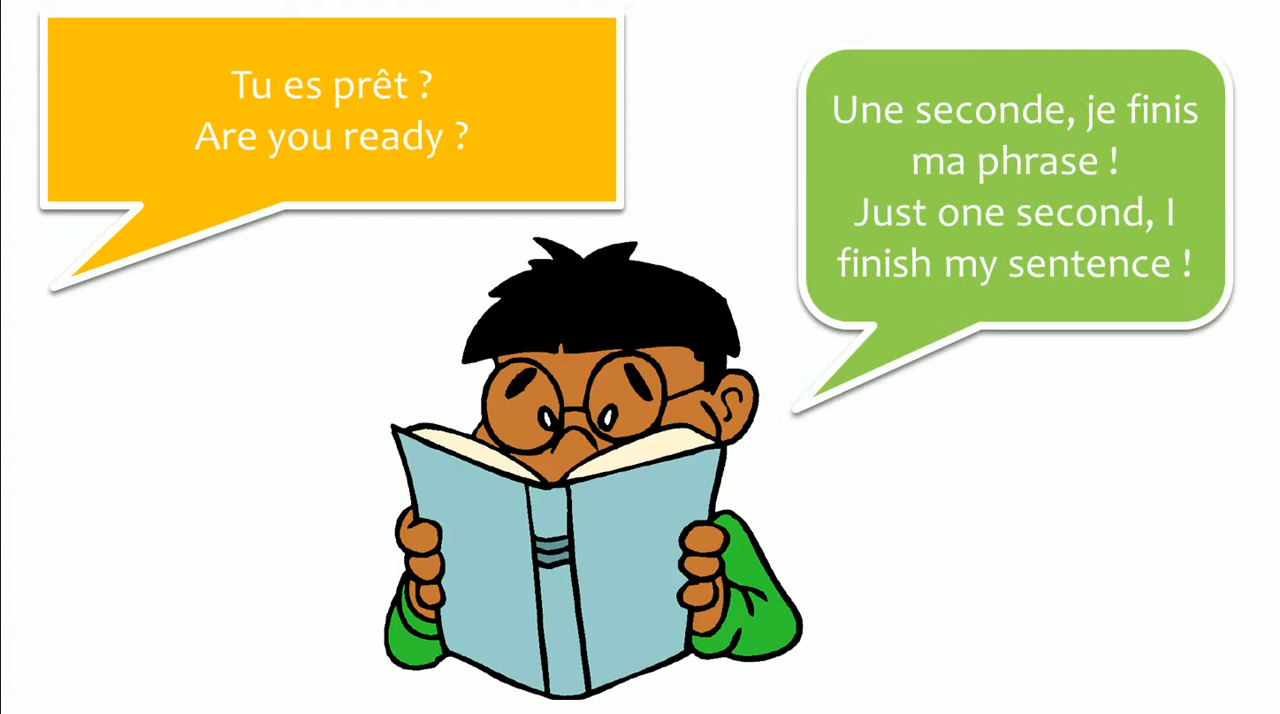 Tu es prêt ?
Are you ready ?
Une seconde, je finis
ma phrase !
Just one second, I
finish my sentence !